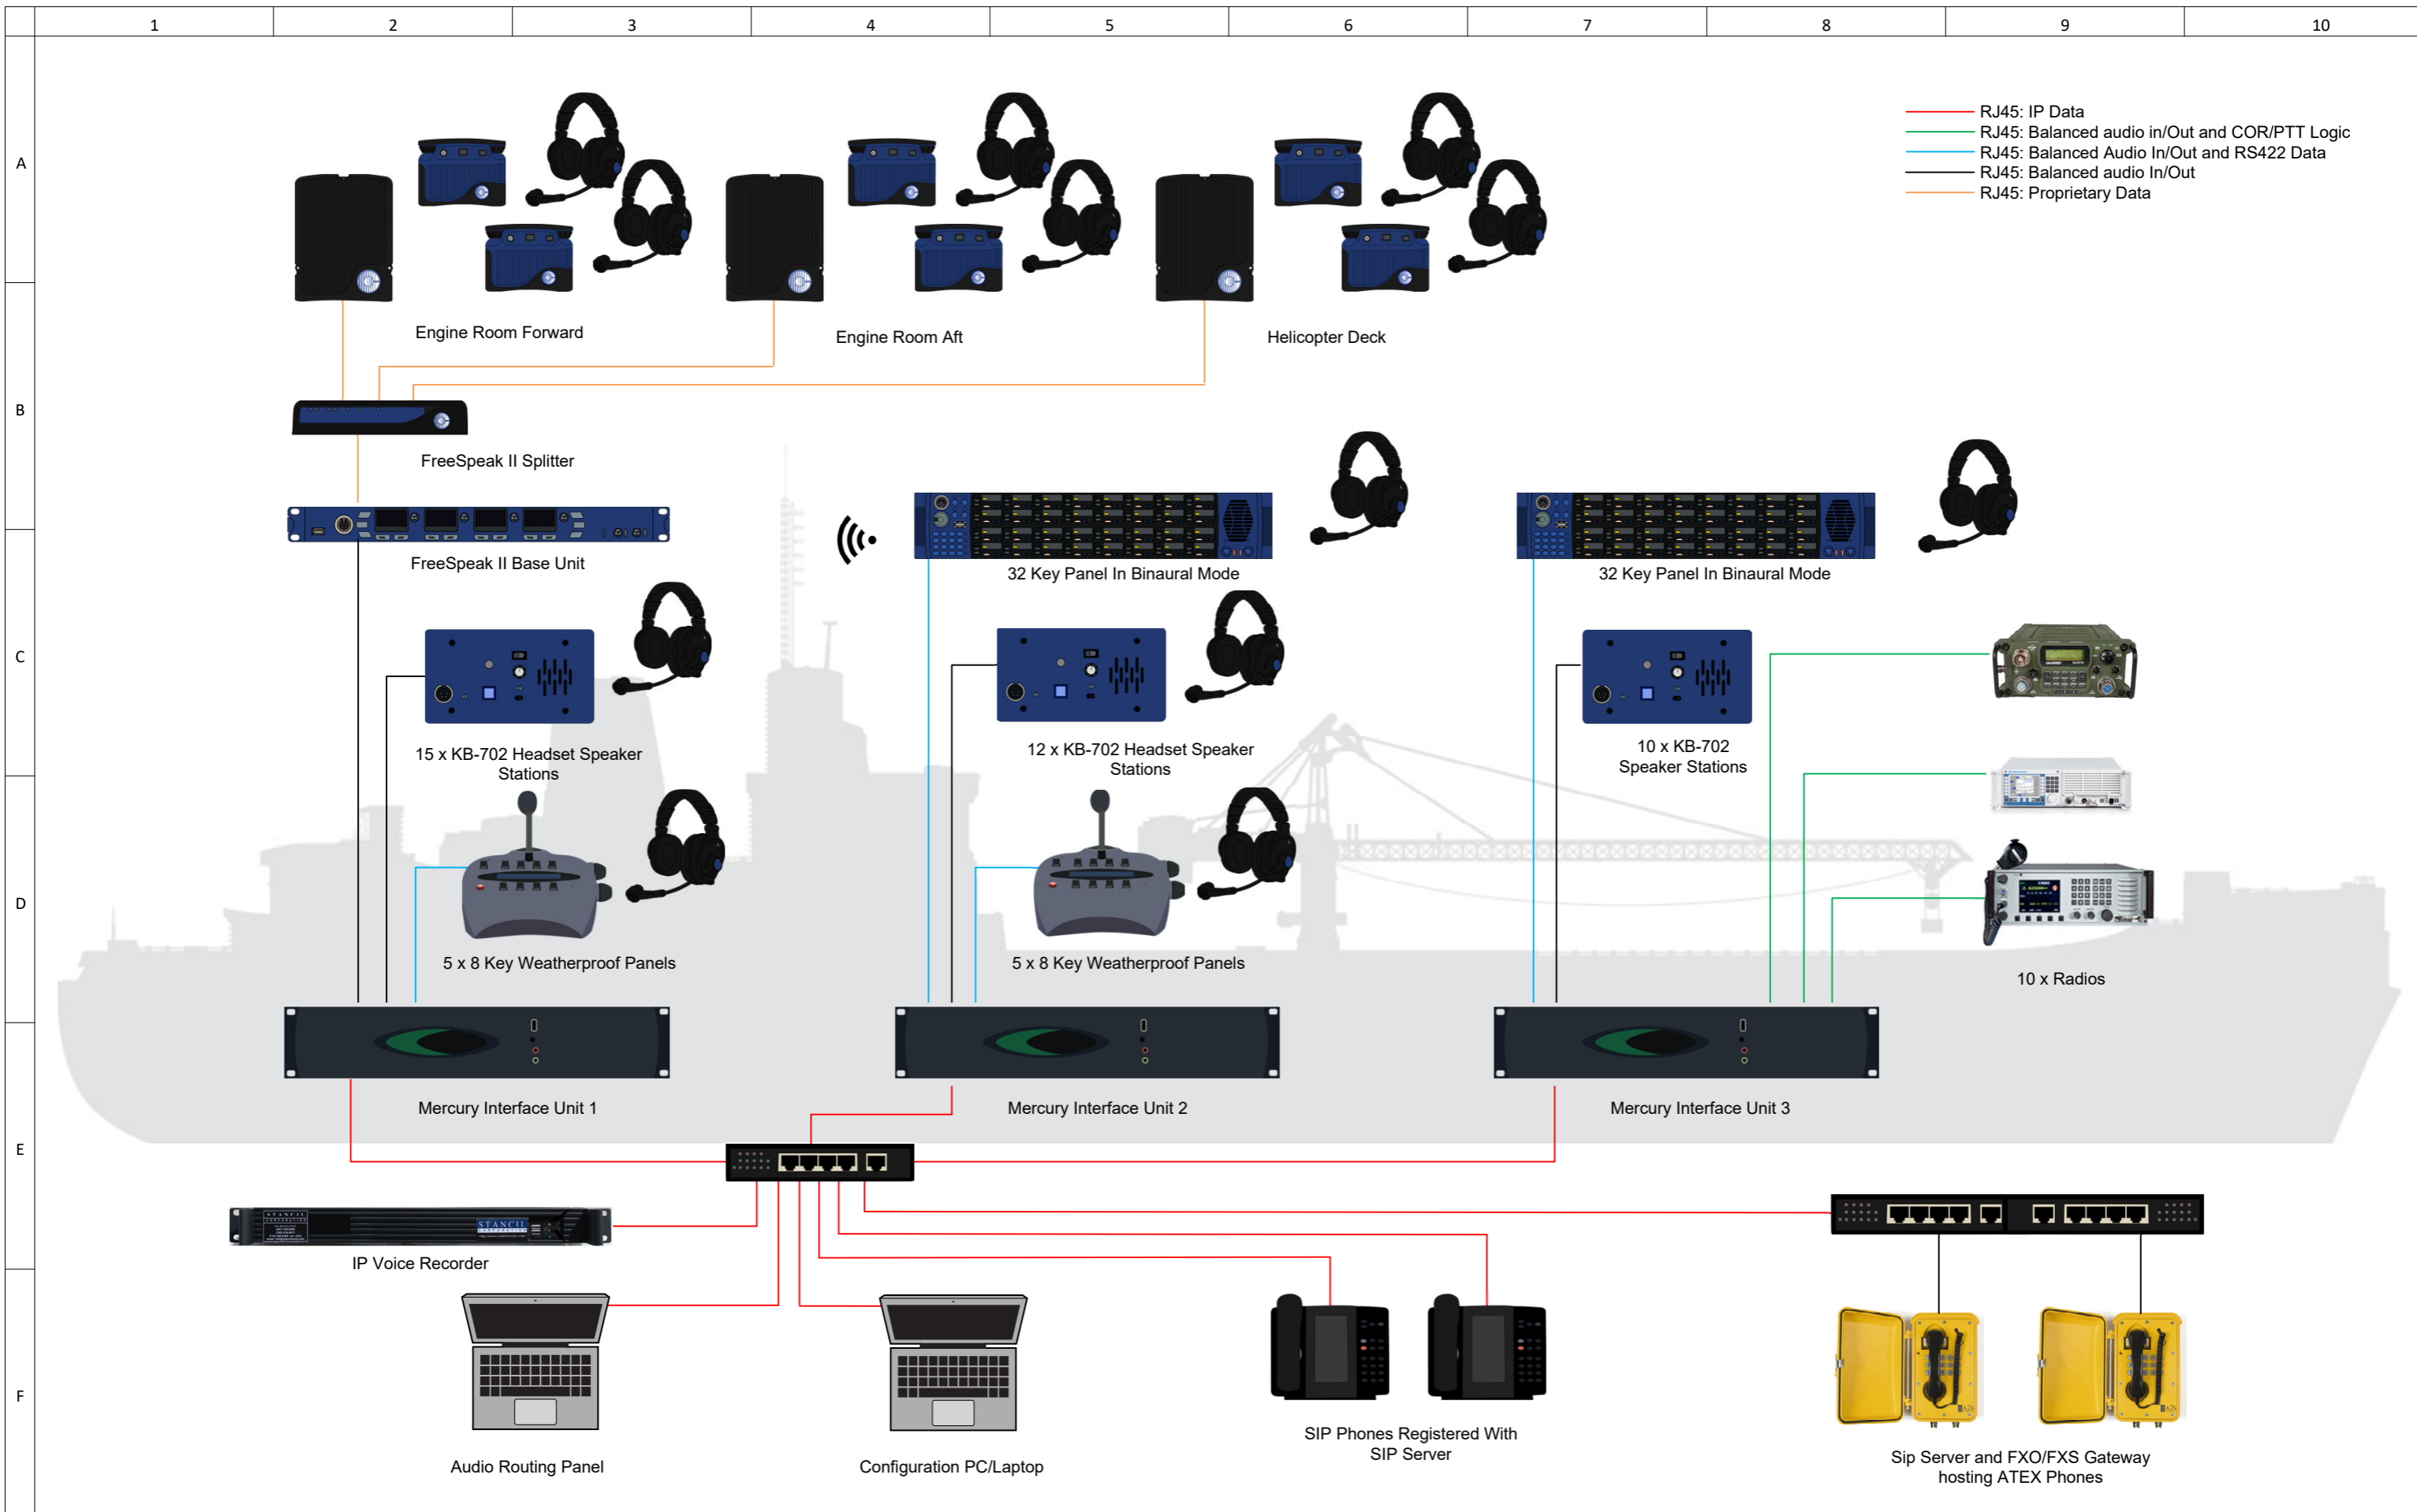 1 2 3 4 5 6 7 8 9 10
A
RJ45: IP Data
RJ45: Balanced audio in/Out and COR/PTT Logic
RJ45: Balanced Audio In/Out and RS422 Data
RJ45: Balanced audio In/Out
RJ45: Proprietary Data
Engine Room Forward
Engine Room Aft
Helicopter Deck
B
FreeSpeak II Splitter
FreeSpeak II Base Unit
32 Key Panel In Binaural Mode
32 Key Panel In Binaural Mode
C
15 x KB-702 Headset Speaker
Stations
12 x KB-702 Headset Speaker
Stations
10 x KB-702
Speaker Stations
D
5 x 8 Key Weatherproof Panels
5 x 8 Key Weatherproof Panels
10 x Radios
Mercury Interface Unit 1
Mercury Interface Unit 2
Mercury Interface Unit 3
E
STANCIL
CORPORATION
STANCIL
CORPORATION
IP Voice Recorder
F
Audio Routing Panel
Configuration PC/Laptop
SIP Phones Registered With
SIP Server
Sip Server and FXO/FXS Gateway
hosting ATEX Phones